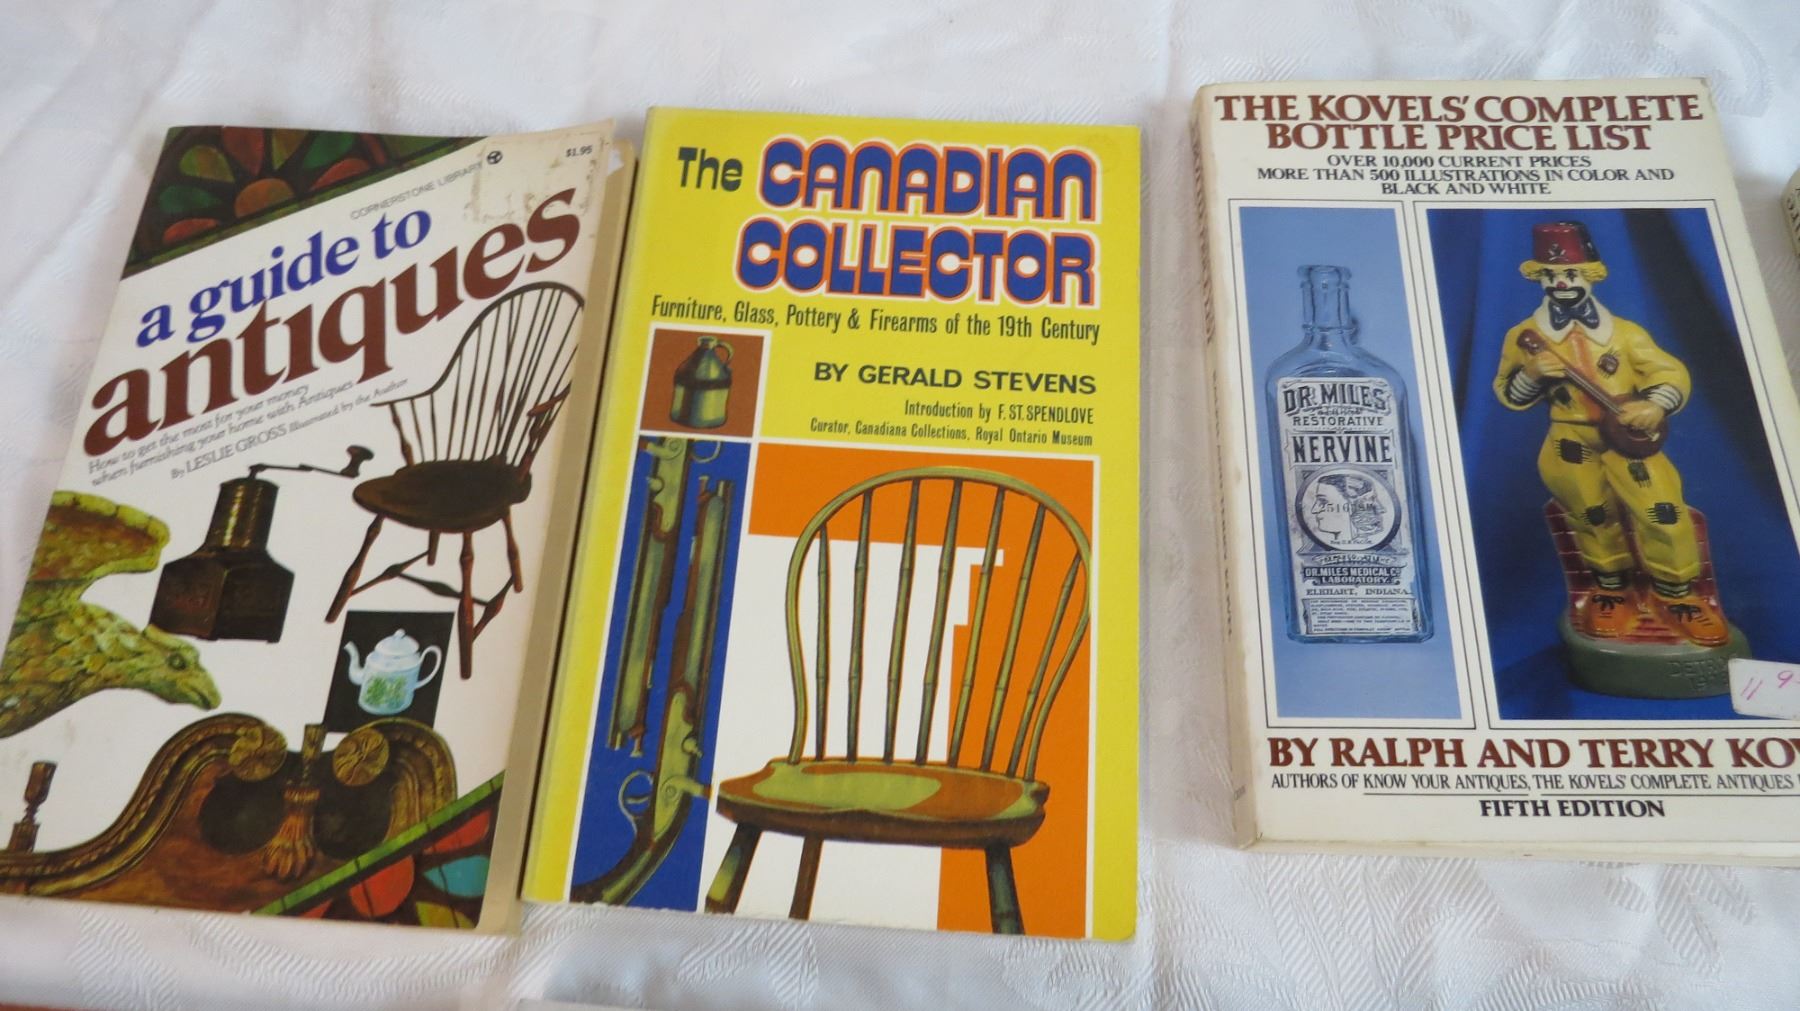 CORNERSTONE LIBRARY
$1.95
a guide to
antiques
How to get the most for your money
when furnishing your home with Antiques
By LESLIE GROSS Illustrated by the Author
The CANADIAN
COLLECTOR
Furniture, Glass, Pottery & Firearms of the 19th Century
BY GERALD STEVENS
Introduction by F. ST. SPENDLOVE
Curator, Canadiana Collections, Royal Ontario Museum
THE KOVELS' COMPLETE
BOTTLE PRICE LIST
OVER 10,000 CURRENT PRICES
MORE THAN 500 ILLUSTRATIONS IN COLOR AND
BLACK AND WHITE
DR. MILES
RESTORATIVE
NERVINE
2516
DR. MILES MEDICAL CO
LABORATORY.
ELKHART, INDIANA.
DETRO
11 9
BY RALPH AND TERRY KOV
AUTHORS OF KNOW YOUR ANTIQUES, THE KOVELS' COMPLETE ANTIQUES
FIFTH EDITION